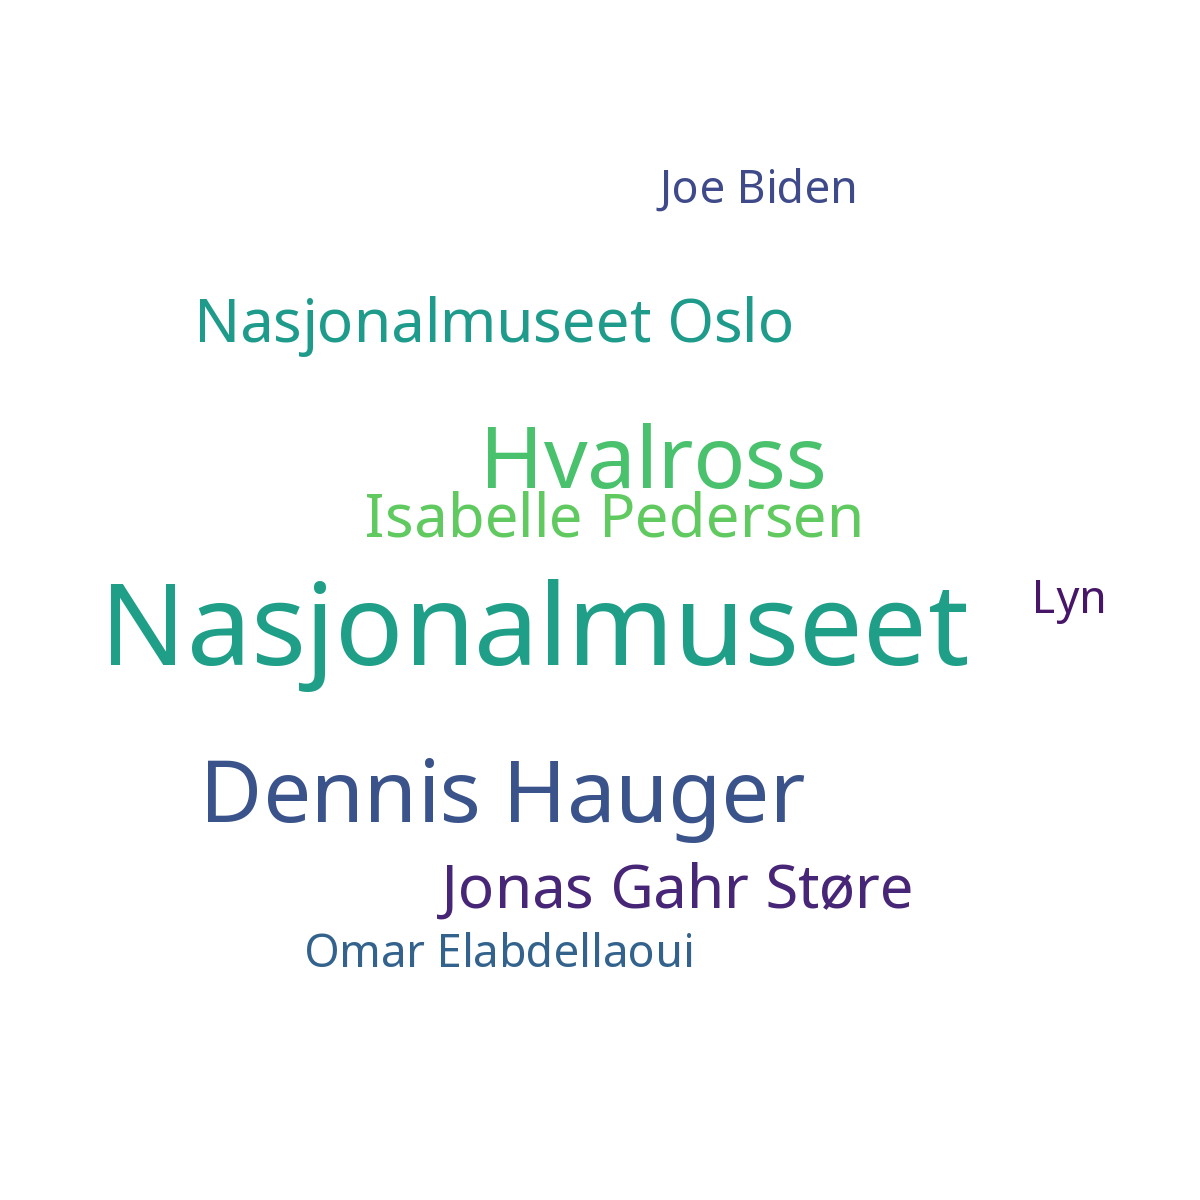 Joe Biden
Nasjonalmuseet Oslo
Hvalross
Isabelle Pedersen
Nasjonalmuseet
Lyn
Dennis Hauger
Jonas Gahr Støre
Omar Elabdellaoui